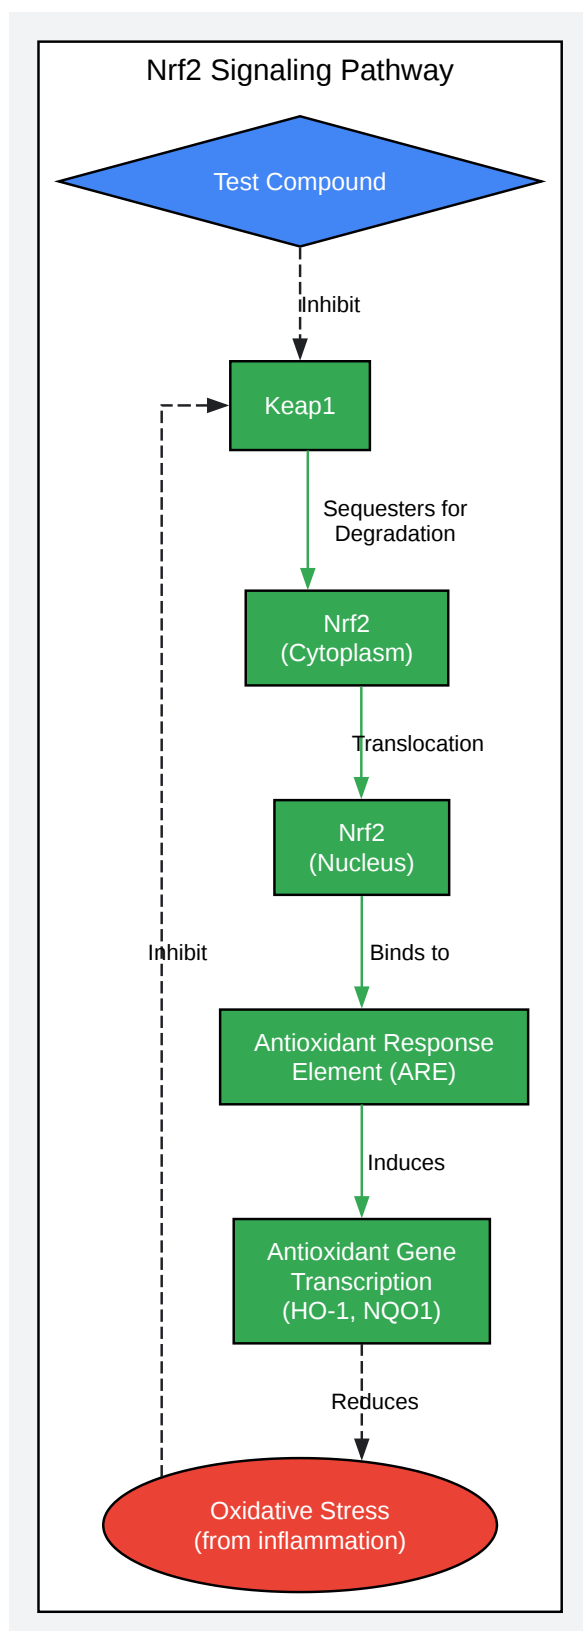 Nrf2 Signaling Pathway
Test Compound
Inhibit
Keap1
Sequesters for
Degradation
Nrf2
(Cytoplasm)
Translocation
Nrf2
(Nucleus)
Inhibit
Binds to
Antioxidant Response
Element (ARE)
Induces
Antioxidant Gene
Transcription
(HO-1, NQO1)
Reduces
Oxidative Stress
(from inflammation)